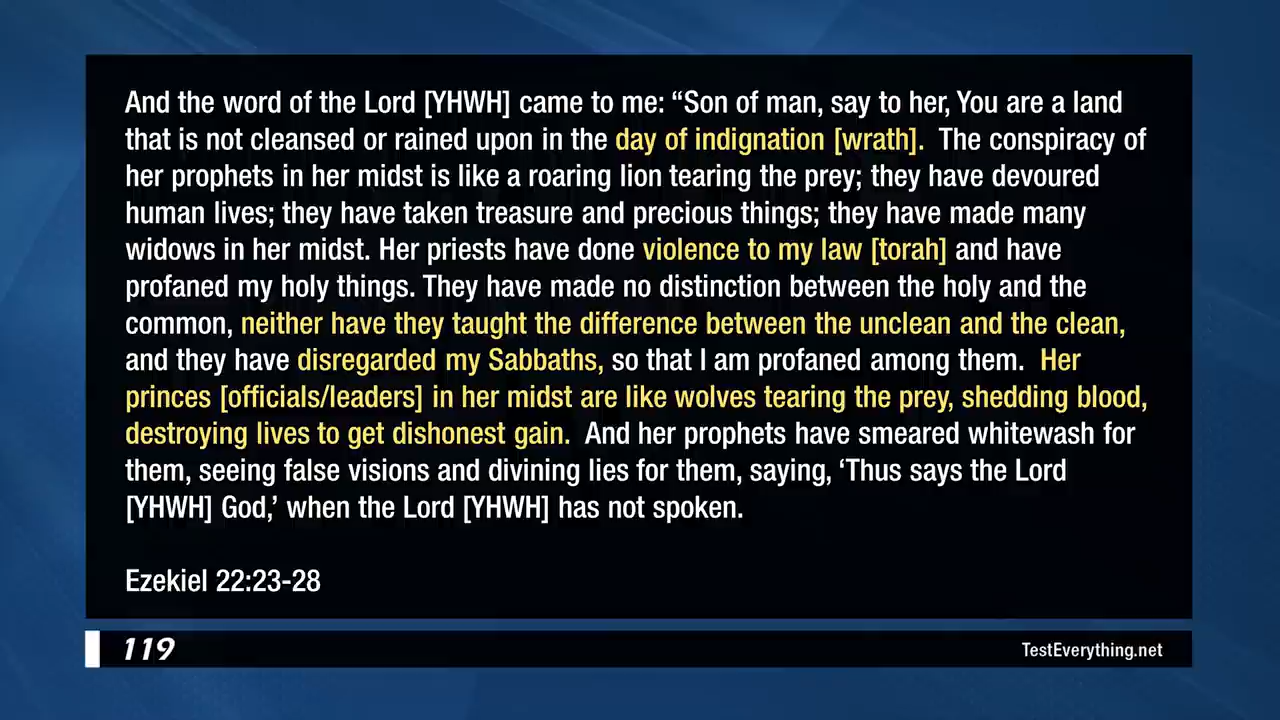 And the word of the Lord [YHWH] came to me: “Son of man, say to her, You are a land
that is not cleansed or rained upon in the day of indignation [wrath].  The conspiracy of
her prophets in her midst is like a roaring lion tearing the prey; they have devoured
human lives; they have taken treasure and precious things; they have made many
widows in her midst. Her priests have done violence to my law [torah] and have
profaned my holy things. They have made no distinction between the holy and the
common, neither have they taught the difference between the unclean and the clean,
and they have disregarded my Sabbaths, so that I am profaned among them.  Her
princes [officials/leaders] in her midst are like wolves tearing the prey, shedding blood,
destroying lives to get dishonest gain.  And her prophets have smeared whitewash for
them, seeing false visions and divining lies for them, saying, ‘Thus says the Lord
[YHWH] God,’ when the Lord [YHWH] has not spoken.
Ezekiel 22:23-28
119
TestEverything.net